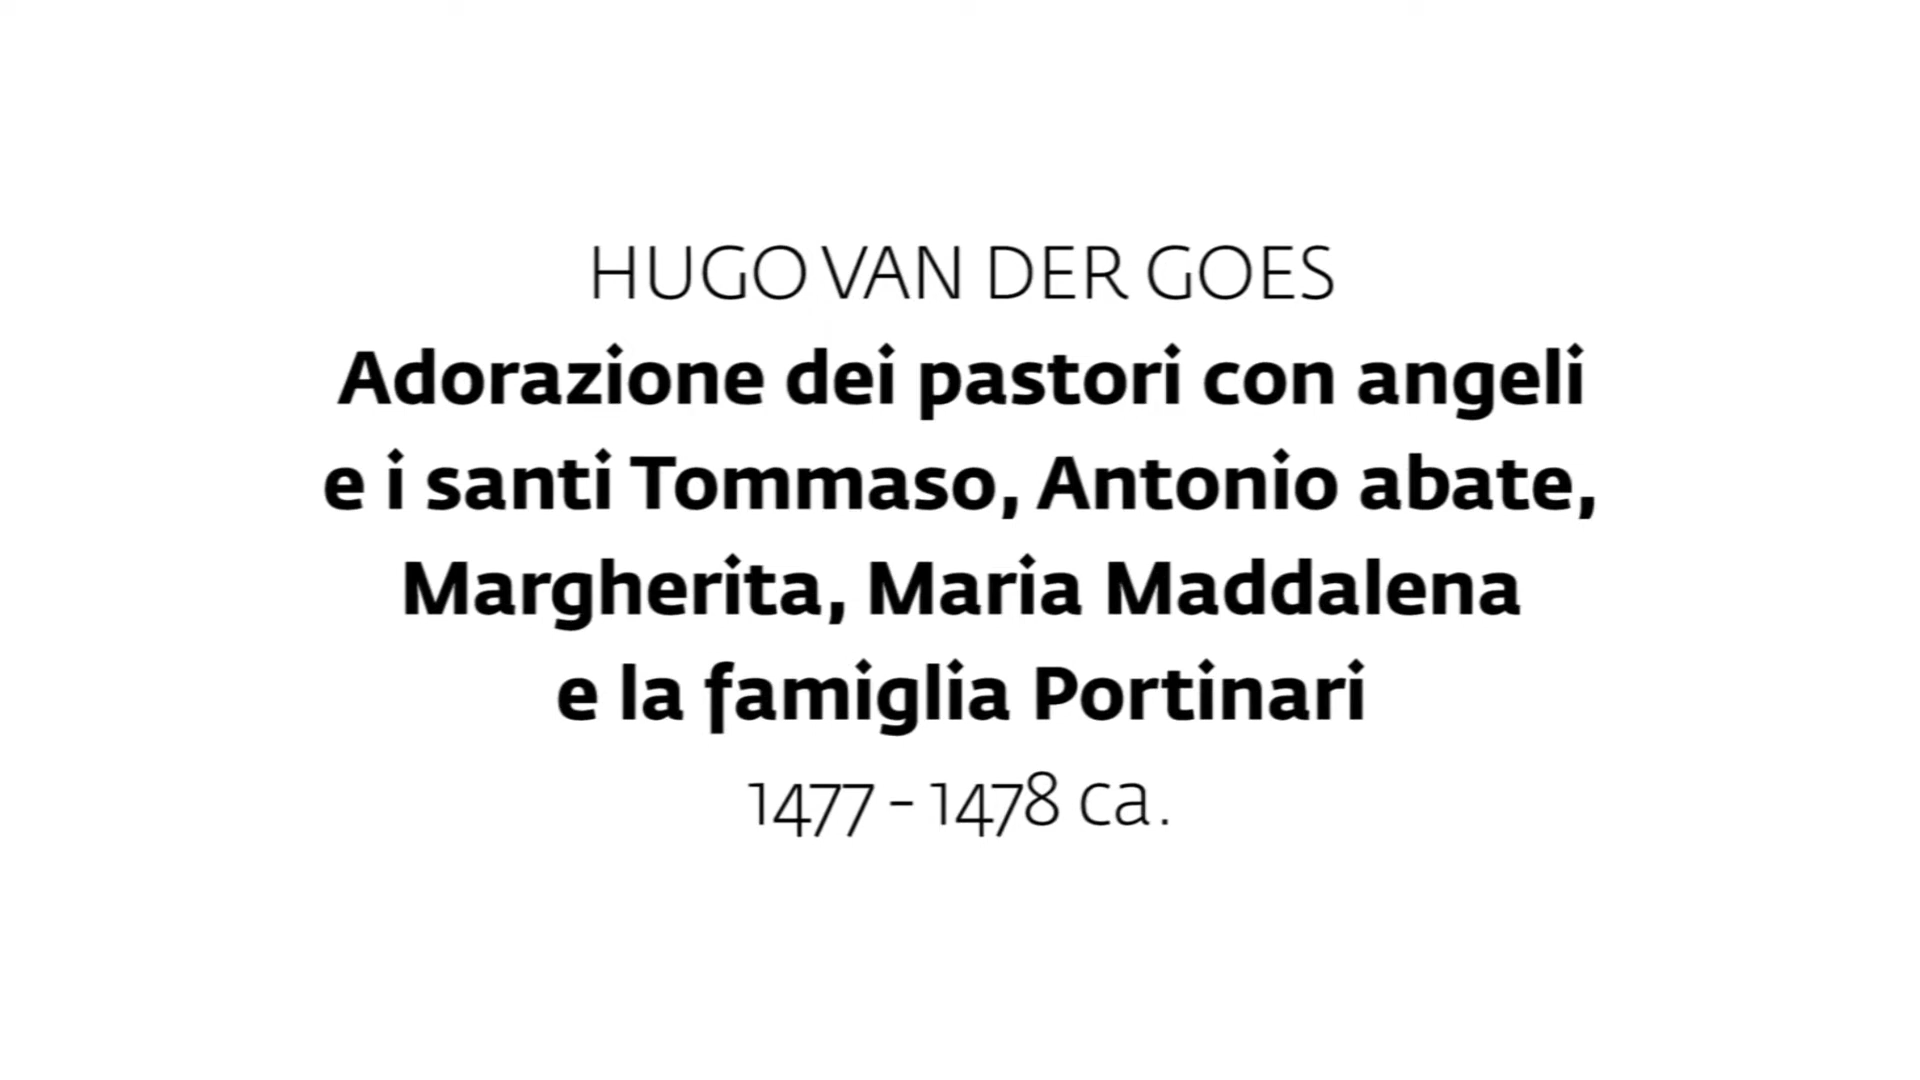 HUGO VAN DER GOES
Adorazione dei pastori con angeli
e i santi Tommaso, Antonio abate,
Margherita, Maria Maddalena
e la famiglia Portinari
1477 - 1478 ca.